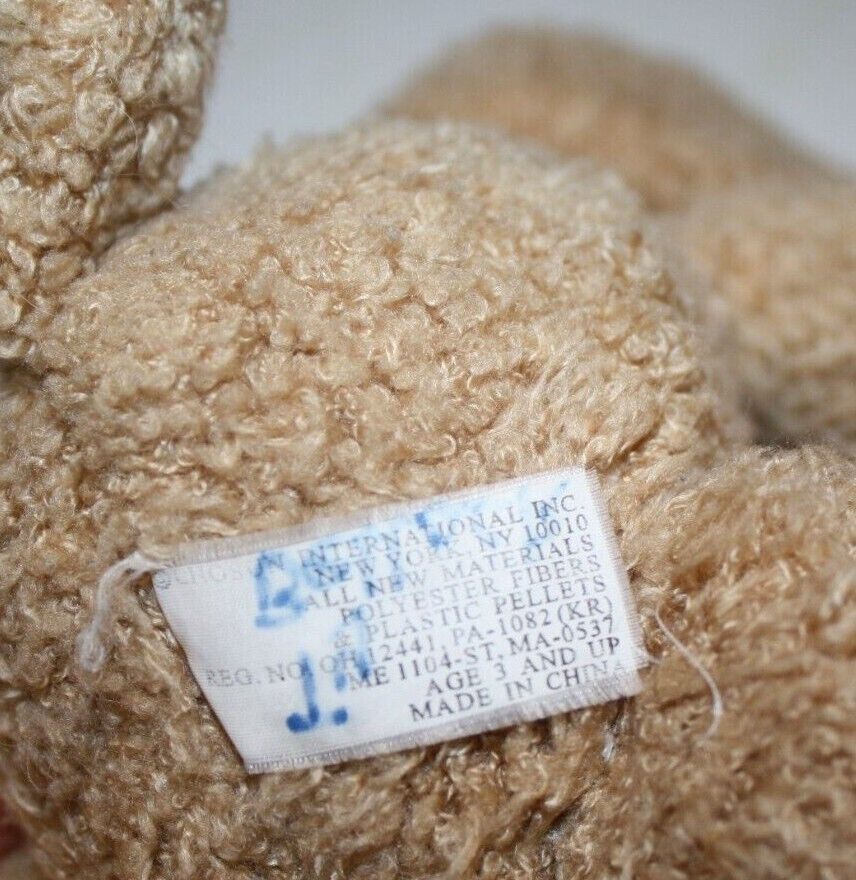 INTERNATIONAL INC.
NEW YORK, NY 10010
ALL NEW MATERIALS
POLYESTER FIBERS
& PLASTIC PELLETS
REG. NO. OH 12441, PA-1082 (KR)
ME 1104-ST, MA-0537
AGE 3 AND UP
MADE IN CHINA
J.